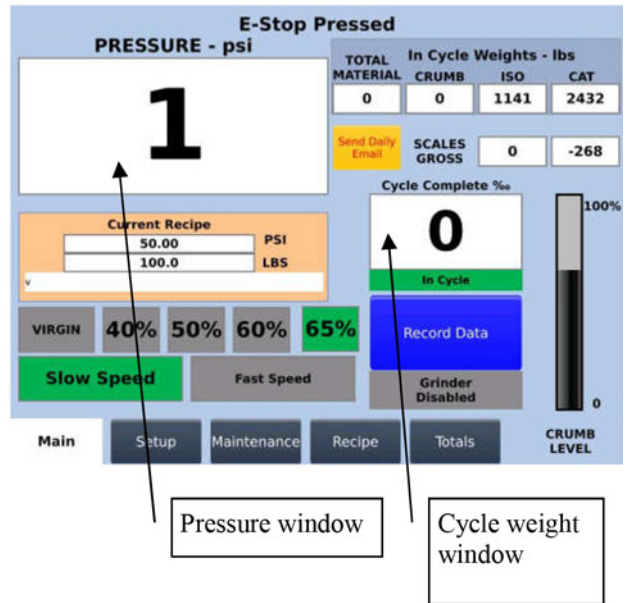 E-Stop Pressed
PRESSURE - psi
1
In Cycle Weights - lbs
TOTAL MATERIAL CRUMB ISO CAT
0 0 1141 2432
Send Daily Email
SCALES GROSS 0 -268
Current Recipe
50.00 PSI
100.0 LBS
v
Cycle Complete ‰
0
In Cycle
100%
0
CRUMB LEVEL
VIRGIN 40% 50% 60% 65%
Slow Speed Fast Speed
Record Data
Grinder Disabled
Main Setup Maintenance Recipe Totals
Pressure window
Cycle weight
window